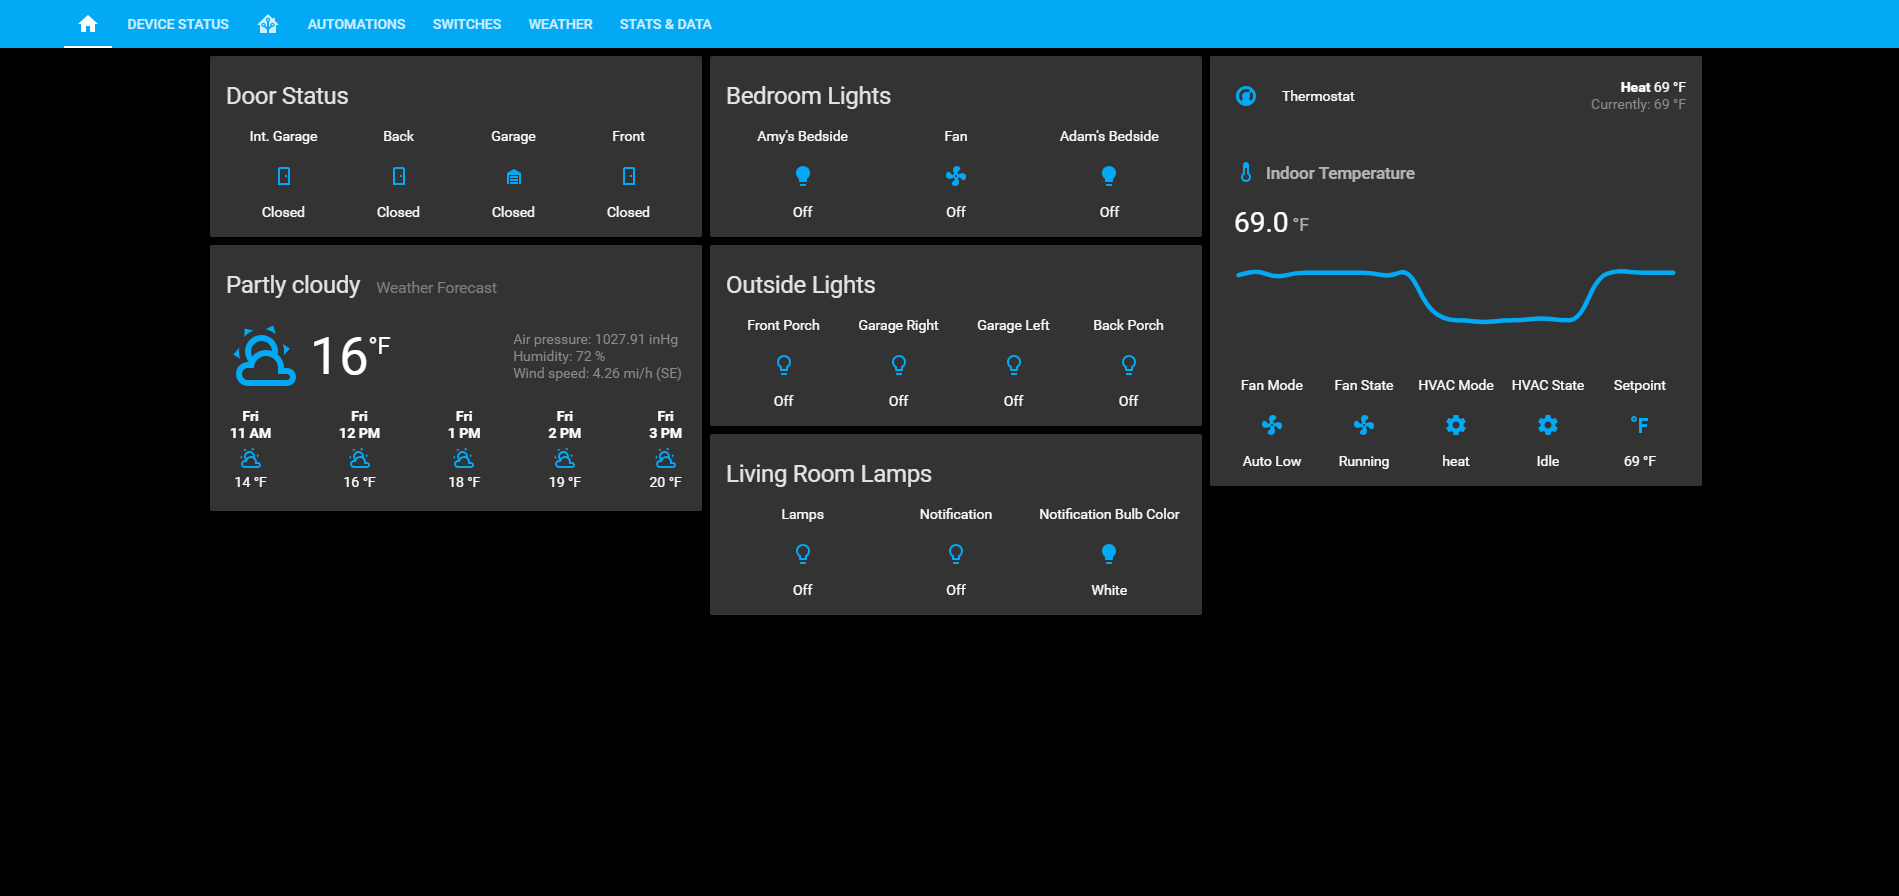 DEVICE STATUS AUTOMATIONS SWITCHES WEATHER STATS & DATA
Door Status
Int. Garage Back Garage Front
Closed Closed Closed Closed
Partly cloudy Weather Forecast
16 °F
Air pressure: 1027.91 inHg
Humidity: 72 %
Wind speed: 4.26 mi/h (SE)
Fri Fri Fri Fri Fri
11 AM 12 PM 1 PM 2 PM 3 PM
14 °F 16 °F 18 °F 19 °F 20 °F
Bedroom Lights
Amy's Bedside Fan Adam's Bedside
Off Off Off
Outside Lights
Front Porch Garage Right Garage Left Back Porch
Off Off Off Off
Living Room Lamps
Lamps Notification Notification Bulb Color
Off Off White
Thermostat
Heat 69 °F
Currently: 69 °F
Indoor Temperature
69.0 °F
Fan Mode Fan State HVAC Mode HVAC State Setpoint
°F
Auto Low Running heat Idle 69 °F